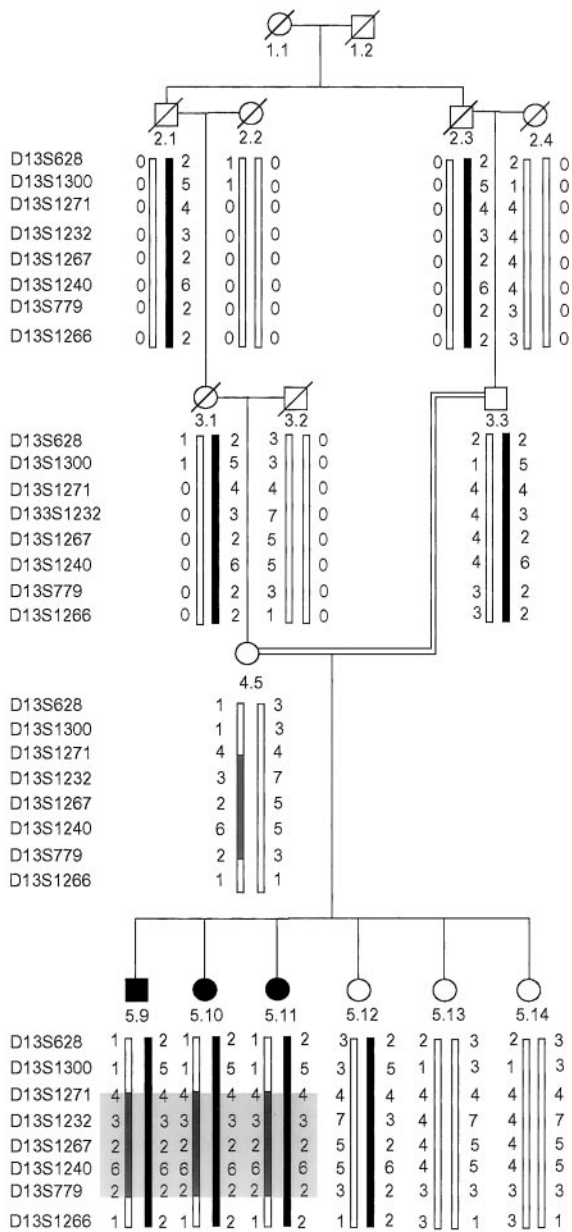 1.1 1.2
2.1 2.2 2.3 2.4
D13S628 0 2 1 0 0 2 2 0
D13S1300 0 5 1 0 0 5 1 0
D13S1271 0 4 0 0 0 4 4 0
D13S1232 0 3 0 0 0 3 4 0
D13S1267 0 2 0 0 0 2 4 0
D13S1240 0 6 0 0 0 6 4 0
D13S779 0 2 0 0 0 2 3 0
D13S1266 0 2 0 0 0 2 3 0
3.1 3.2 3.3
D13S628 1 2 3 0 2 2
D13S1300 1 5 3 0 1 5
D13S1271 0 4 4 0 4 4
D133S1232 0 3 7 0 4 3
D13S1267 0 2 5 0 4 2
D13S1240 0 6 5 0 4 6
D13S779 0 2 3 0 3 2
D13S1266 0 2 1 0 3 2
4.5
D13S628 1 3
D13S1300 1 3
D13S1271 4 4
D13S1232 3 7
D13S1267 2 5
D13S1240 6 5
D13S779 2 3
D13S1266 1 1
5.9 5.10 5.11 5.12 5.13 5.14
D13S628 1 2 1 2 1 2 3 2 2 3 2 3
D13S1300 1 5 1 5 1 5 3 5 1 3 1 3
D13S1271 4 4 4 4 4 4 4 4 4 4 4 4
D13S1232 3 3 3 3 3 3 7 3 4 7 4 7
D13S1267 2 2 2 2 2 2 5 2 4 5 4 5
D13S1240 6 6 6 6 6 6 5 6 4 5 4 5
D13S779 2 2 2 2 2 2 3 2 3 3 3 3
D13S1266 1 2 1 2 1 2 1 2 3 1 3 1